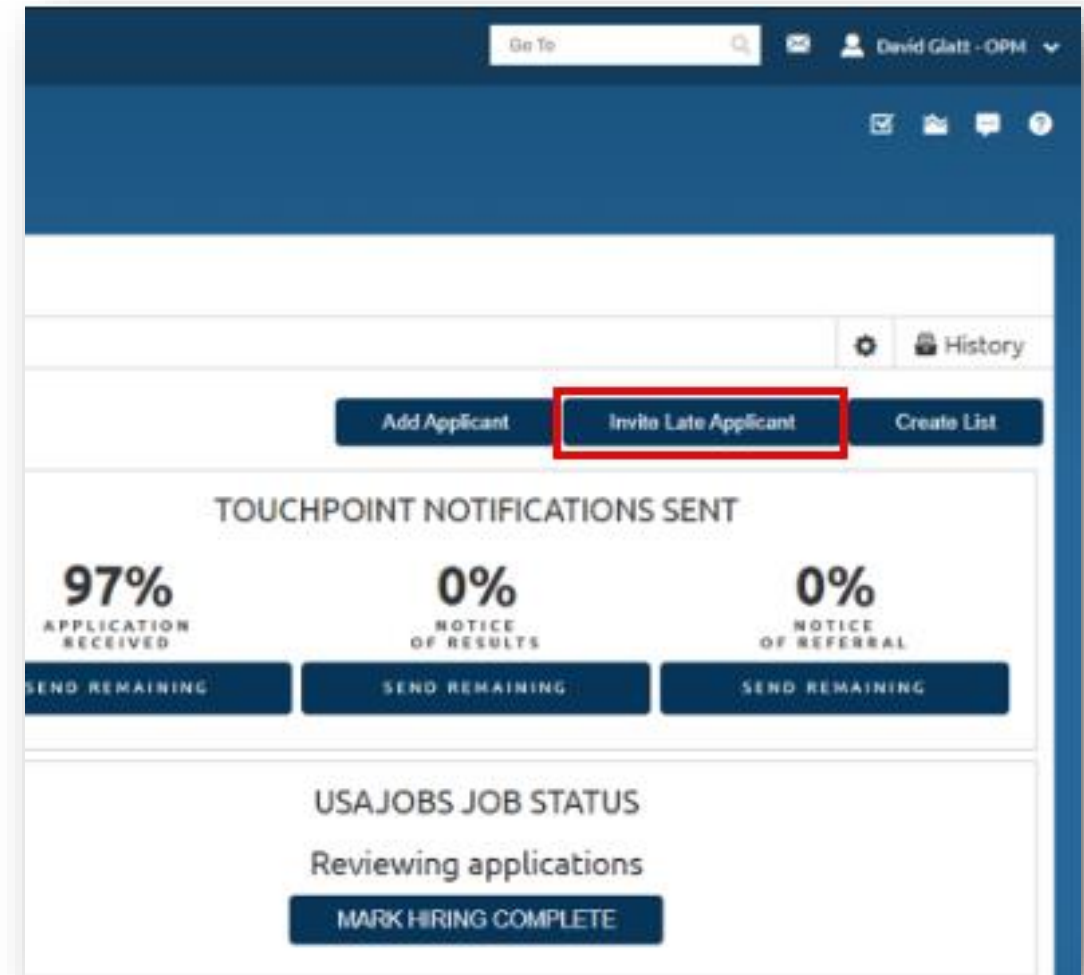 Go To
David Glatt - OPM
History
Add Applicant Invite Late Applicant Create List
TOUCHPOINT NOTIFICATIONS SENT
97% 0% 0%
APPLICATION NOTICE NOTICE
RECEIVED OF RESULTS OF REFERRAL
SEND REMAINING SEND REMAINING SEND REMAINING
USAJOBS JOB STATUS
Reviewing applications
MARK HIRING COMPLETE